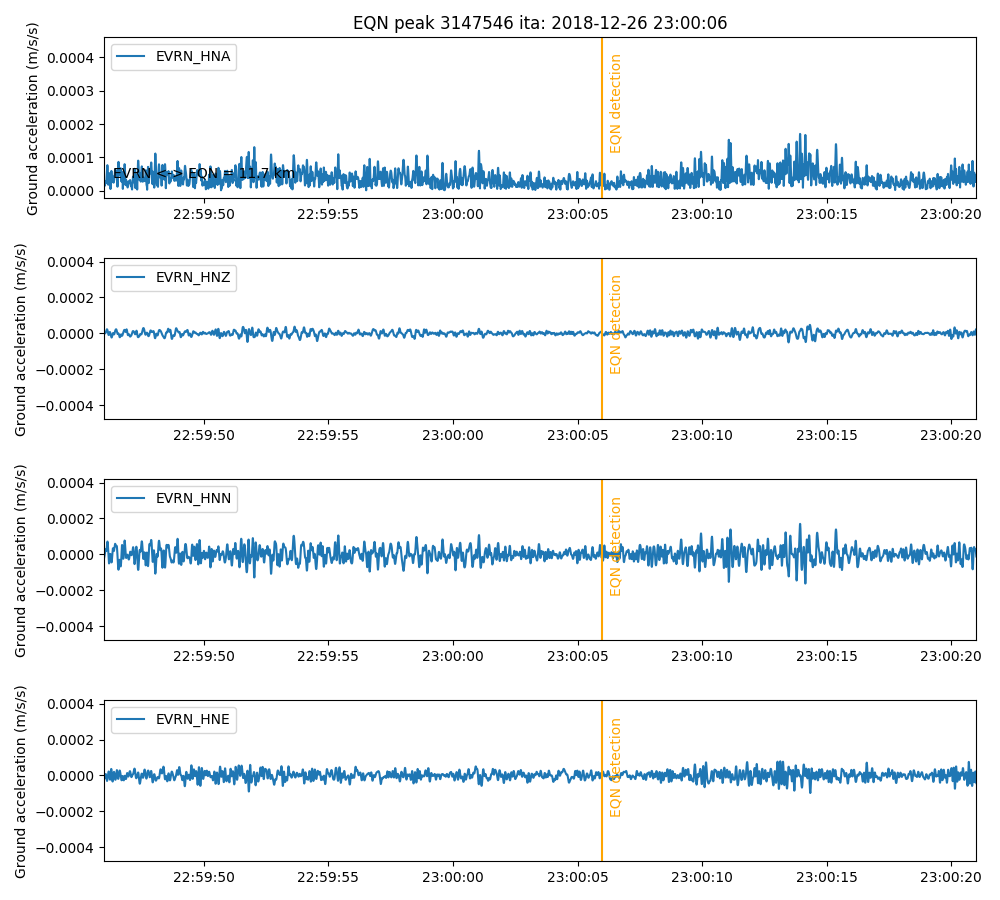 EQN peak 3147546 ita: 2018-12-26 23:00:06
Ground acceleration (m/s/s)
0.0004
0.0003
0.0002
0.0001
0.0000
EVRN_HNA
EQN detection
EVRN <-> EQN = 11.7 km
22:59:50 22:59:55 23:00:00 23:00:05 23:00:10 23:00:15 23:00:20
Ground acceleration (m/s/s)
0.0004
0.0002
0.0000
−0.0002
−0.0004
EVRN_HNZ
EQN detection
22:59:50 22:59:55 23:00:00 23:00:05 23:00:10 23:00:15 23:00:20
Ground acceleration (m/s/s)
0.0004
0.0002
0.0000
−0.0002
−0.0004
EVRN_HNN
EQN detection
22:59:50 22:59:55 23:00:00 23:00:05 23:00:10 23:00:15 23:00:20
Ground acceleration (m/s/s)
0.0004
0.0002
0.0000
−0.0002
−0.0004
EVRN_HNE
EQN detection
22:59:50 22:59:55 23:00:00 23:00:05 23:00:10 23:00:15 23:00:20